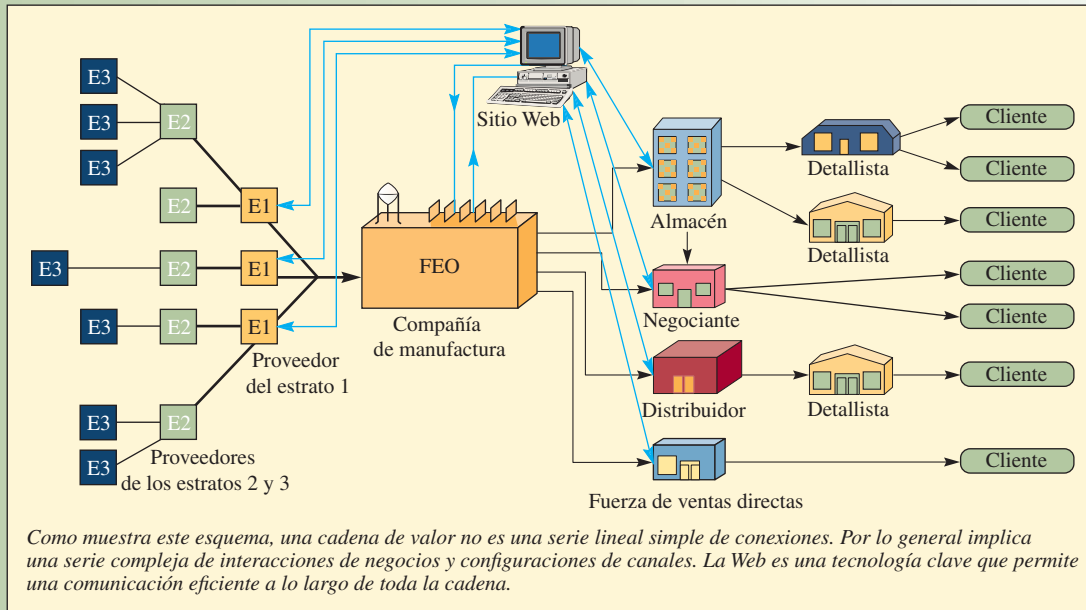 Sitio Web
E3
E3
E3
E2
E2
E1
E3
E2
E1
E3
E2
E1
E3
E3
E2
Proveedor
del estrato 1
Proveedores
de los estratos 2 y 3
FEO
Compañía
de manufactura
Almacén
Negociante
Distribuidor
Fuerza de ventas directas
Detallista
Detallista
Detallista
Cliente
Cliente
Cliente
Cliente
Cliente
Cliente
Cliente
Como muestra este esquema, una cadena de valor no es una serie lineal simple de conexiones. Por lo general implica
una serie compleja de interacciones de negocios y configuraciones de canales. La Web es una tecnología clave que permite
una comunicación eficiente a lo largo de toda la cadena.